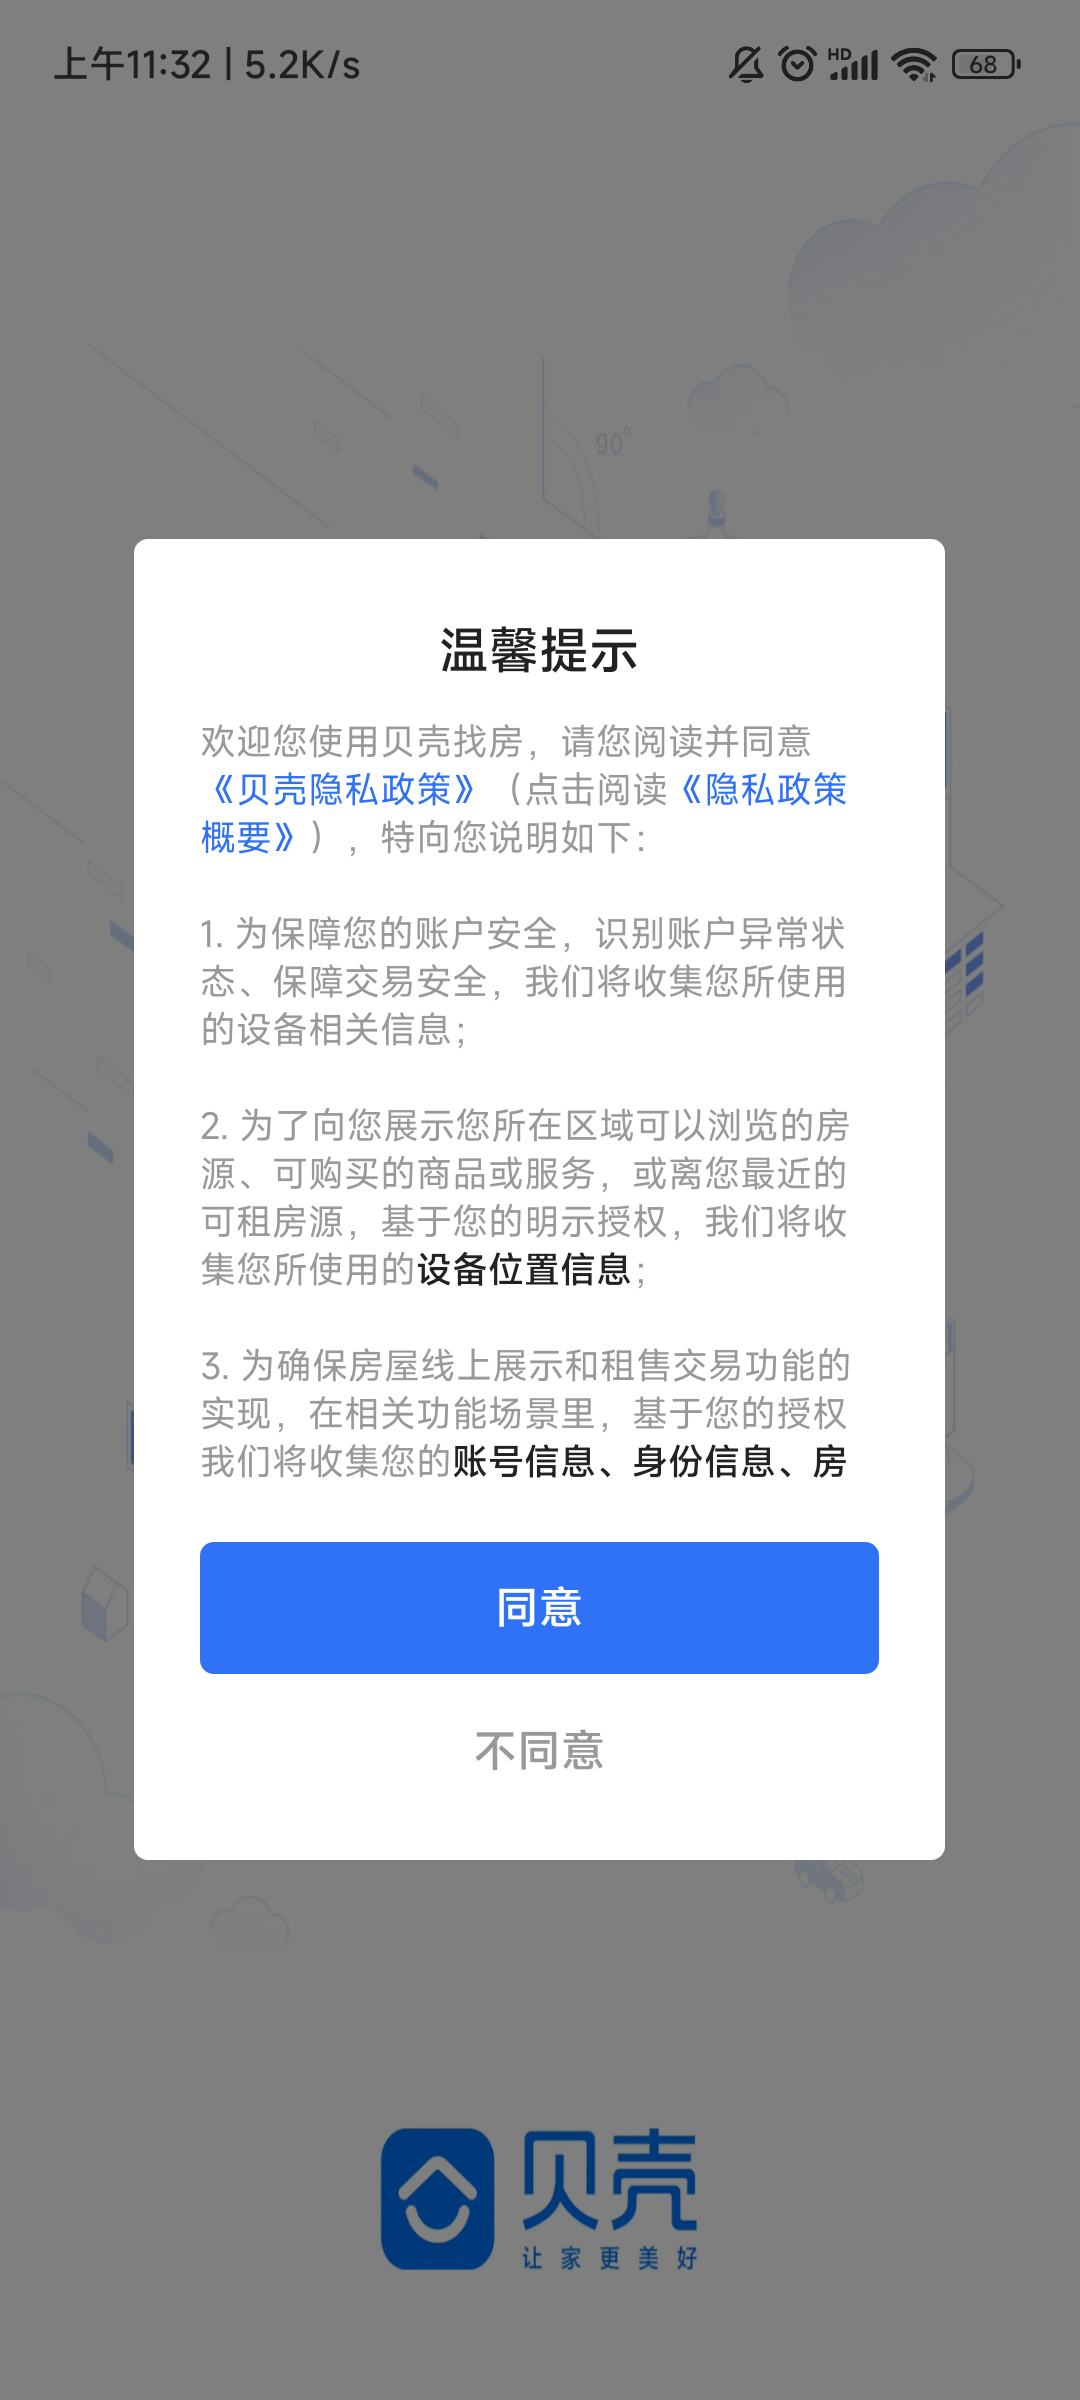 上午11:32 | 5.2K/s
HD
68
90°
温馨提示
欢迎您使用贝壳找房，请您阅读并同意
《贝壳隐私政策》（点击阅读《隐私政策
概要》），特向您说明如下：
1. 为保障您的账户安全，识别账户异常状
态、保障交易安全，我们将收集您所使用
的设备相关信息；
2. 为了向您展示您所在区域可以浏览的房
源、可购买的商品或服务，或离您最近的
可租房源，基于您的明示授权，我们将收
集您所使用的设备位置信息；
3. 为确保房屋线上展示和租售交易功能的
实现，在相关功能场景里，基于您的授权
我们将收集您的账号信息、身份信息、房
同意
不同意
贝壳
让家更美好